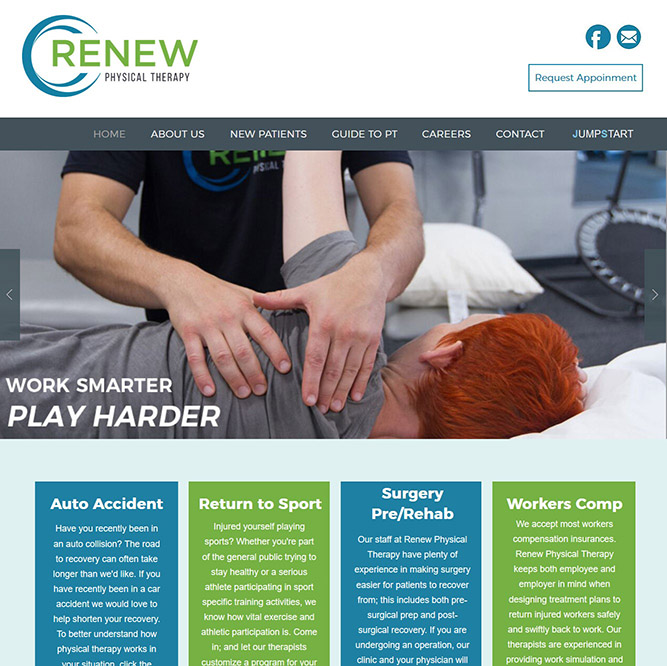 RENEW
PHYSICAL THERAPY
Request Appoinment
HOME ABOUT US NEW PATIENTS GUIDE TO PT CAREERS CONTACT JUMPSTART
WORK SMARTER
PLAY HARDER
Auto Accident
Have you recently been in
an auto collision? The road
to recovery can often take
longer than we'd like. If you
have recently been in a car
accident we would love to
help shorten your recovery.
To better understand how
physical therapy works in
your situation, click the
Return to Sport
Injured yourself playing
sports? Whether you're part
of the general public trying to
stay healthy or a serious
athlete participating in sport
specific training activities, we
know how vital exercise and
athletic participation is. Come
in; and let our therapists
customize a program for your
Surgery
Pre/Rehab
Our staff at Renew Physical
Therapy have plenty of
experience in making surgery
easier for patients to recover
from; this includes both pre-
surgical prep and post-
surgical recovery. If you are
undergoing an operation, our
clinic and your physician will
Workers Comp
We accept most workers
compensation insurances.
Renew Physical Therapy
keeps both employee and
employer in mind when
designing treatment plans to
return injured workers safely
and swiftly back to work. Our
therapists are experienced in
providing work simulation and